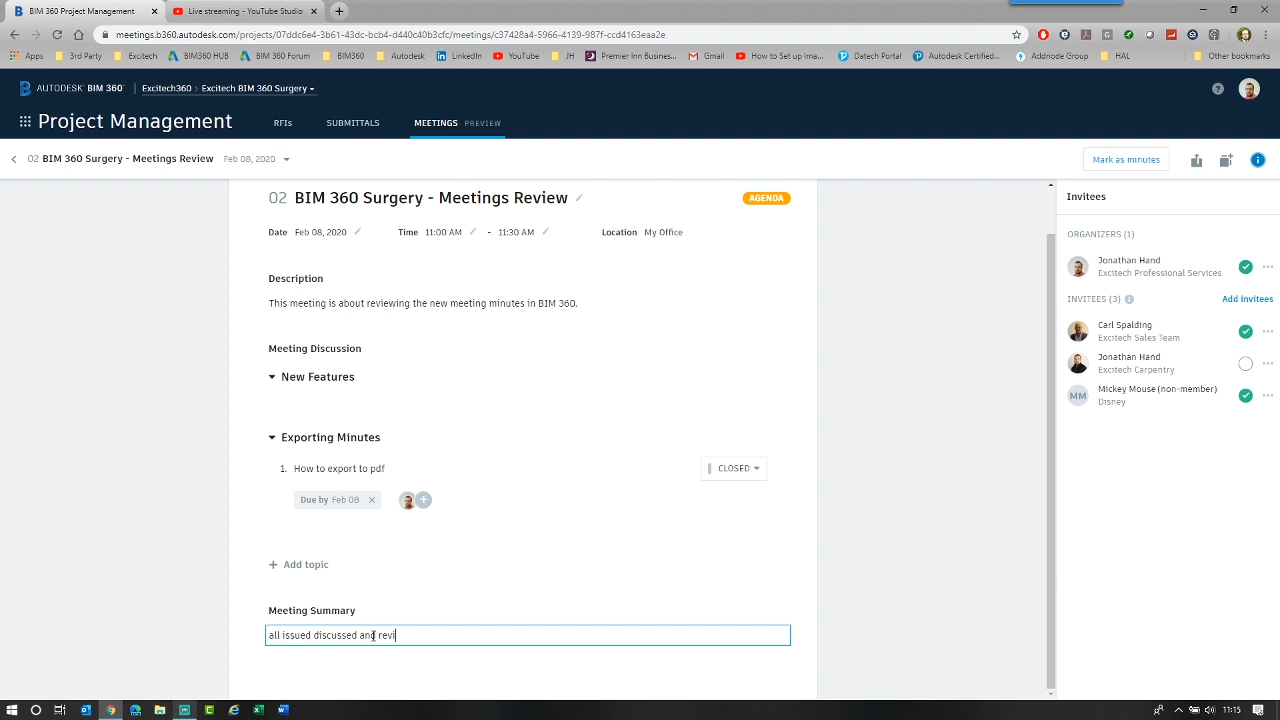 BIM 360 Project Management
Live streaming - YouTube Studio
meetings.b360.autodesk.com/projects/07ddc6e4-3b61-43dc-bcb4-d440c40b3cfc/meetings/c37428a4-5966-4139-987f-ccd4163eaa2e
Apps 3rd Party Excitech BIM360 HUB BIM 360 Forum BIM360 Autodesk LinkedIn YouTube JH Premier Inn Busines... Gmail How to Set up Ima... Datech Portal Autodesk Certified... Addnode Group HAL Other bookmarks
AUTODESK® BIM 360™ Excitech360 > Excitech BIM 360 Surgery
Project Management RFIs SUBMITTALS MEETINGS PREVIEW
02 BIM 360 Surgery - Meetings Review Feb 08, 2020 Mark as minutes
02 BIM 360 Surgery - Meetings Review AGENDA
Date Feb 08, 2020 Time 11:00 AM - 11:30 AM Location My Office
Description
This meeting is about reviewing the new meeting minutes in BIM 360.
Meeting Discussion
New Features
Exporting Minutes
1. How to export to pdf CLOSED
Due by Feb 08
Add topic
Meeting Summary
all issued discussed and revi
Invitees
ORGANIZERS (1)
Jonathan Hand
Excitech Professional Services
INVITEES (3) Add invitees
Carl Spalding
Excitech Sales Team
Jonathan Hand
Excitech Carpentry
MM Mickey Mouse (non-member)
Disney
11:15